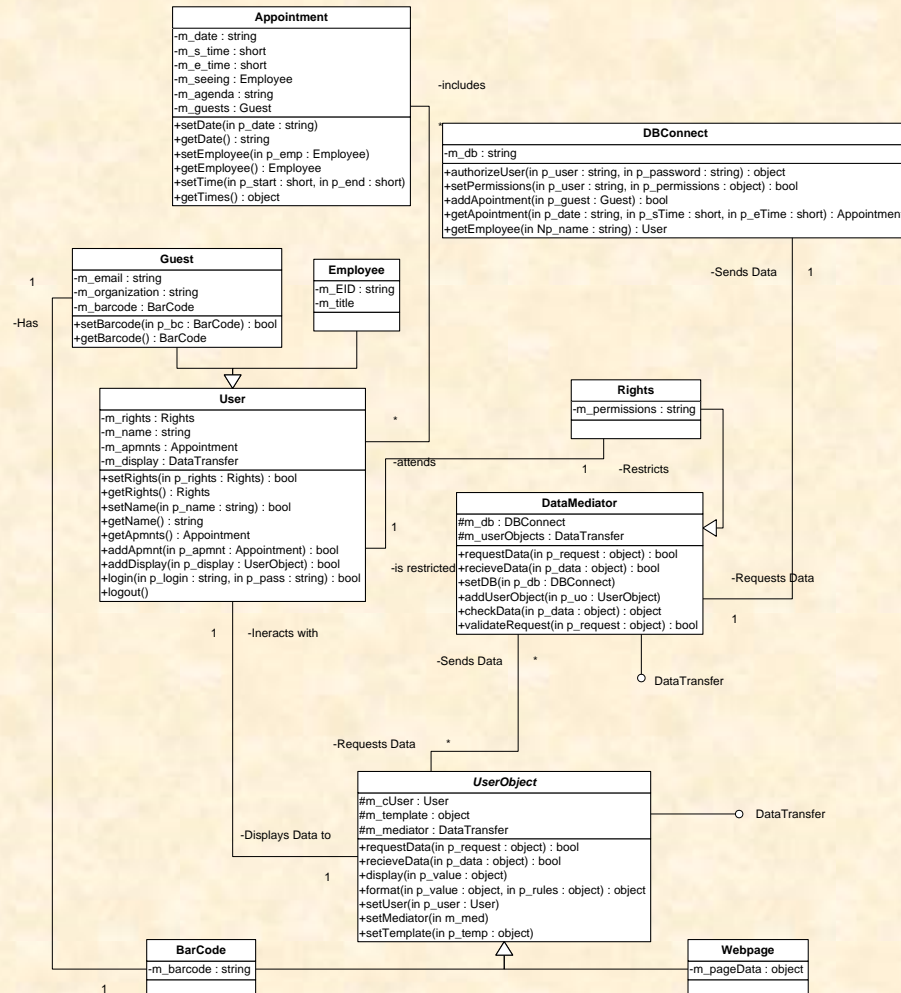 Appointment
-m_date : string
-m_s_time : short
-m_e_time : short
-m_seeing : Employee
-m_agenda : string
-m_guests : Guest
+setDate(in p_date : string)
+getDate() : string
+setEmployee(in p_emp : Employee)
+getEmployee() : Employee
+setTime(in p_start : short, in p_end : short)
+getTimes() : object
-includes
*
DBConnect
-m_db : string
+authorizeUser(in p_user : string, in p_password : string) : object
+setPermissions(in p_user : string, in p_permissions : object) : bool
+addApointment(in p_guest : Guest) : bool
+getApointment(in p_date : string, in p_sTime : short, in p_eTime : short) : Appointment
+getEmployee(in Np_name : string) : User
-Sends Data 1
Guest
-m_email : string
-m_organization : string
-m_barcode : BarCode
+setBarcode(in p_bc : BarCode) : bool
+getBarcode() : BarCode
1
-Has
Employee
-m_EID : string
-m_title
User
-m_rights : Rights
-m_name : string
-m_apmnts : Appointment
-m_display : DataTransfer
+setRights(in p_rights : Rights) : bool
+getRights() : Rights
+setName(in p_name : string) : bool
+getName() : string
+getApmnts() : Appointment
+addApmnt(in p_apmnt : Appointment) : bool
+addDisplay(in p_display : UserObject) : bool
+login(in p_login : string, in p_pass : string) : bool
+logout()
*
-attends
1
-is restricted
Rights
-m_permissions : string
1 -Restricts
DataMediator
#m_db : DBConnect
#m_userObjects : DataTransfer
+requestData(in p_request : object) : bool
+recieveData(in p_data : object) : bool
+setDB(in p_db : DBConnect)
+addUserObject(in p_uo : UserObject)
+checkData(in p_data : object) : object
+validateRequest(in p_request : object) : bool
-Requests Data
1
1 -Ineracts with
-Sends Data *
DataTransfer
-Requests Data *
UserObject
#m_cUser : User
#m_template : object
#m_mediator : DataTransfer
+requestData(in p_request : object) : bool
+recieveData(in p_data : object) : bool
+display(in p_value : object)
+format(in p_value : object, in p_rules : object) : object
+setUser(in p_user : User)
+setMediator(in m_med)
+setTemplate(in p_temp : object)
DataTransfer
-Displays Data to
1
BarCode
-m_barcode : string
1
Webpage
-m_pageData : object